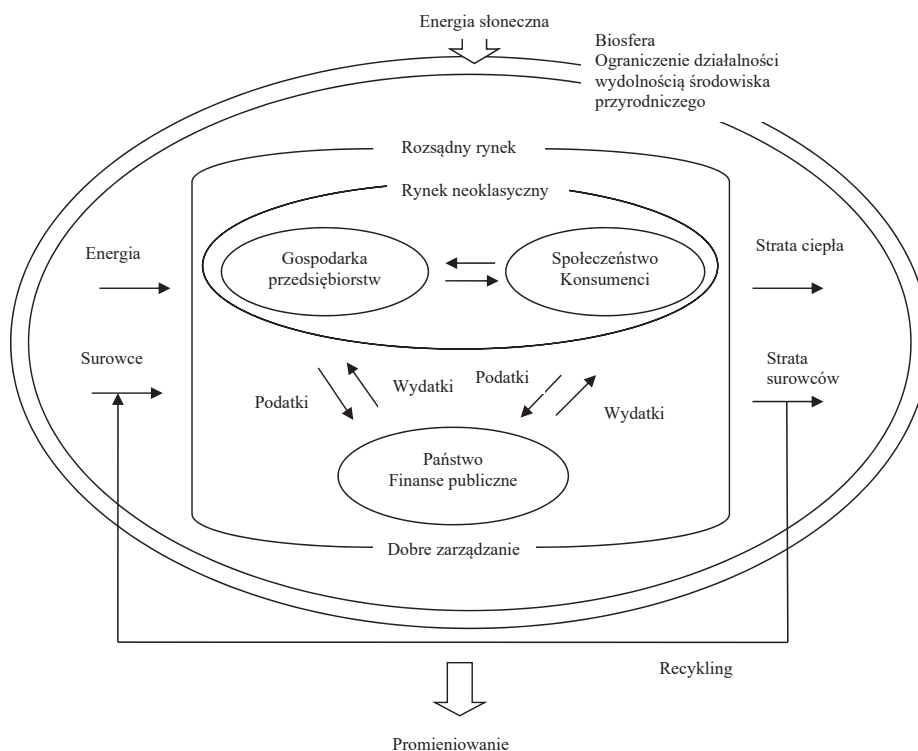 Energia słoneczna
Biosfera
Ograniczenie działalności
wydolnością środowiska
przyrodniczego
Rozsądny rynek
Rynek neoklasyczny
Energia
Gospodarka
przedsiębiorstw
Społeczeństwo
Konsumenci
Strata ciepła
Surowce
Strata
surowców
Podatki
Wydatki
Podatki
Wydatki
Państwo
Finanse publiczne
Dobre zarządzanie
Recykling
Promieniowanie